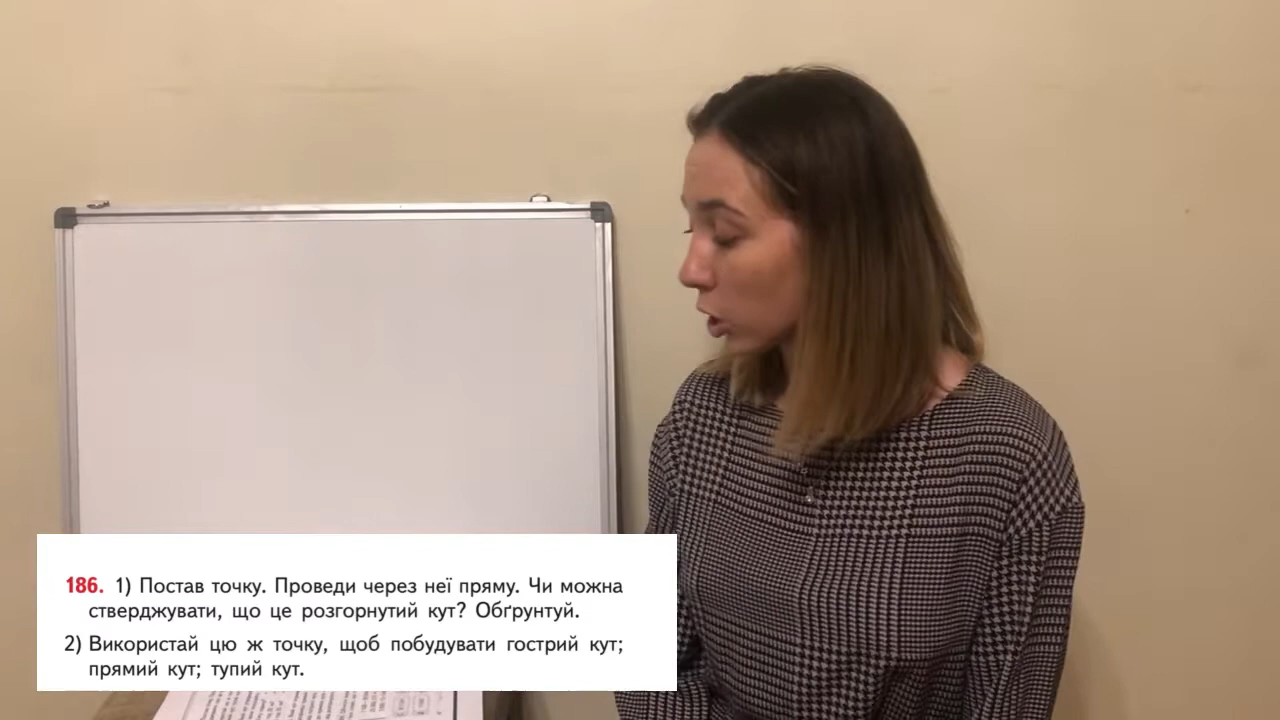 186. 1) Постав точку. Проведи через неї пряму. Чи можна
стверджувати, що це розгорнутий кут? Обґрунтуй.
2) Використай цю ж точку, щоб побудувати гострий кут;
прямий кут; тупий кут.